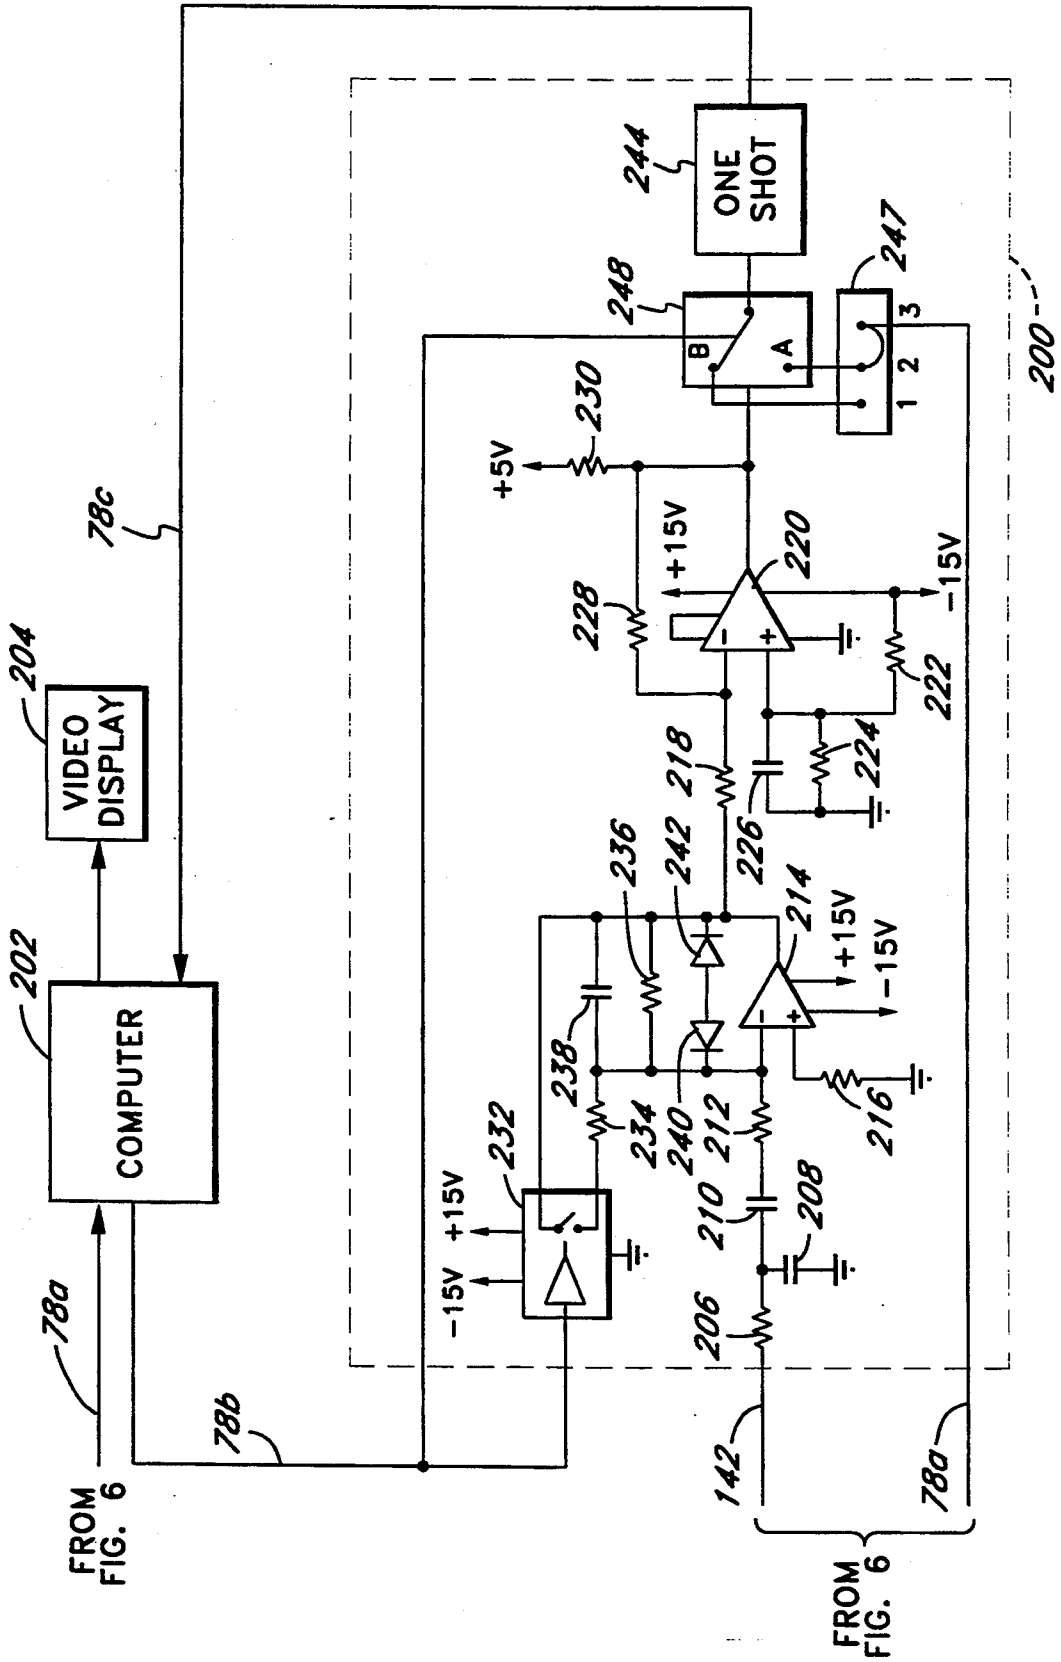 FROM
FIG. 6
78a
202
COMPUTER
204
VIDEO
DISPLAY
78c
78b
-15V
+15V
232
238
236
234
240
242
+5V
230
228
+15V
248
B
A
244
ONE
SHOT
142
206
210
212
208
-
+
214
216
+15V
-15V
218
-
+
220
226
224
222
-15V
247
1
2
3
78a
FROM
FIG. 6
200